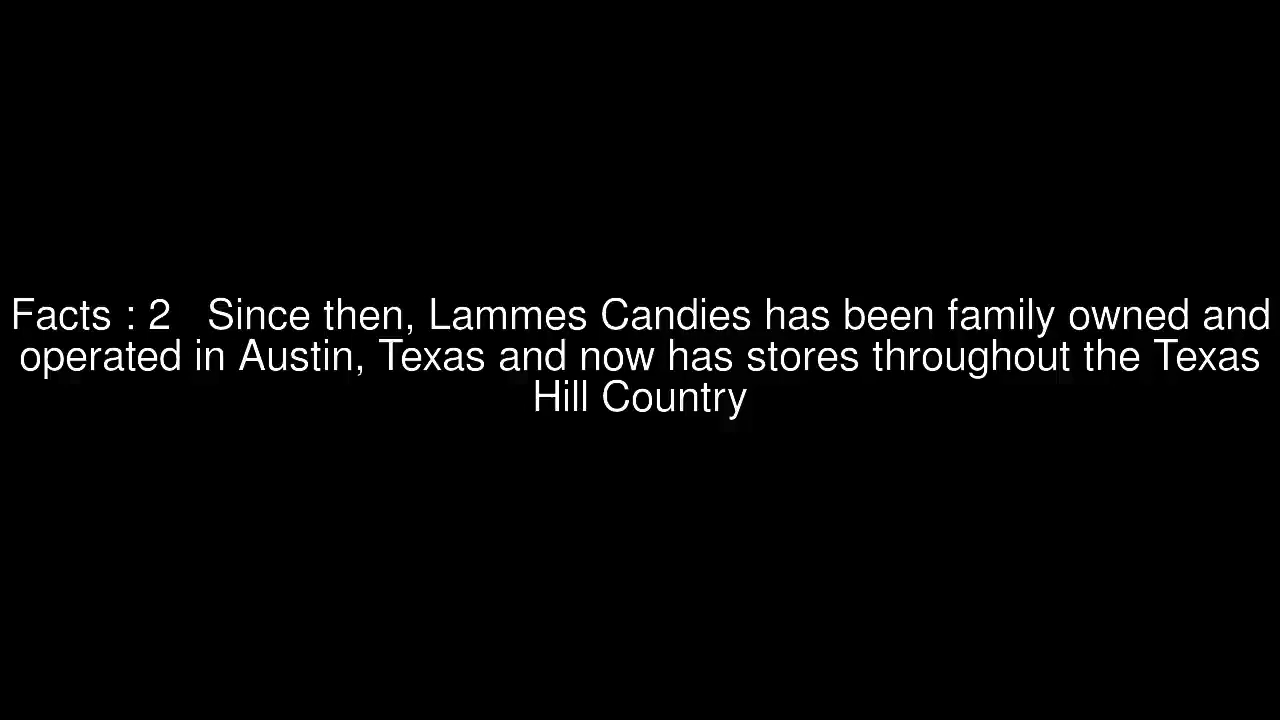 Facts : 2   Since then, Lammes Candies has been family owned and
operated in Austin, Texas and now has stores throughout the Texas
Hill Country